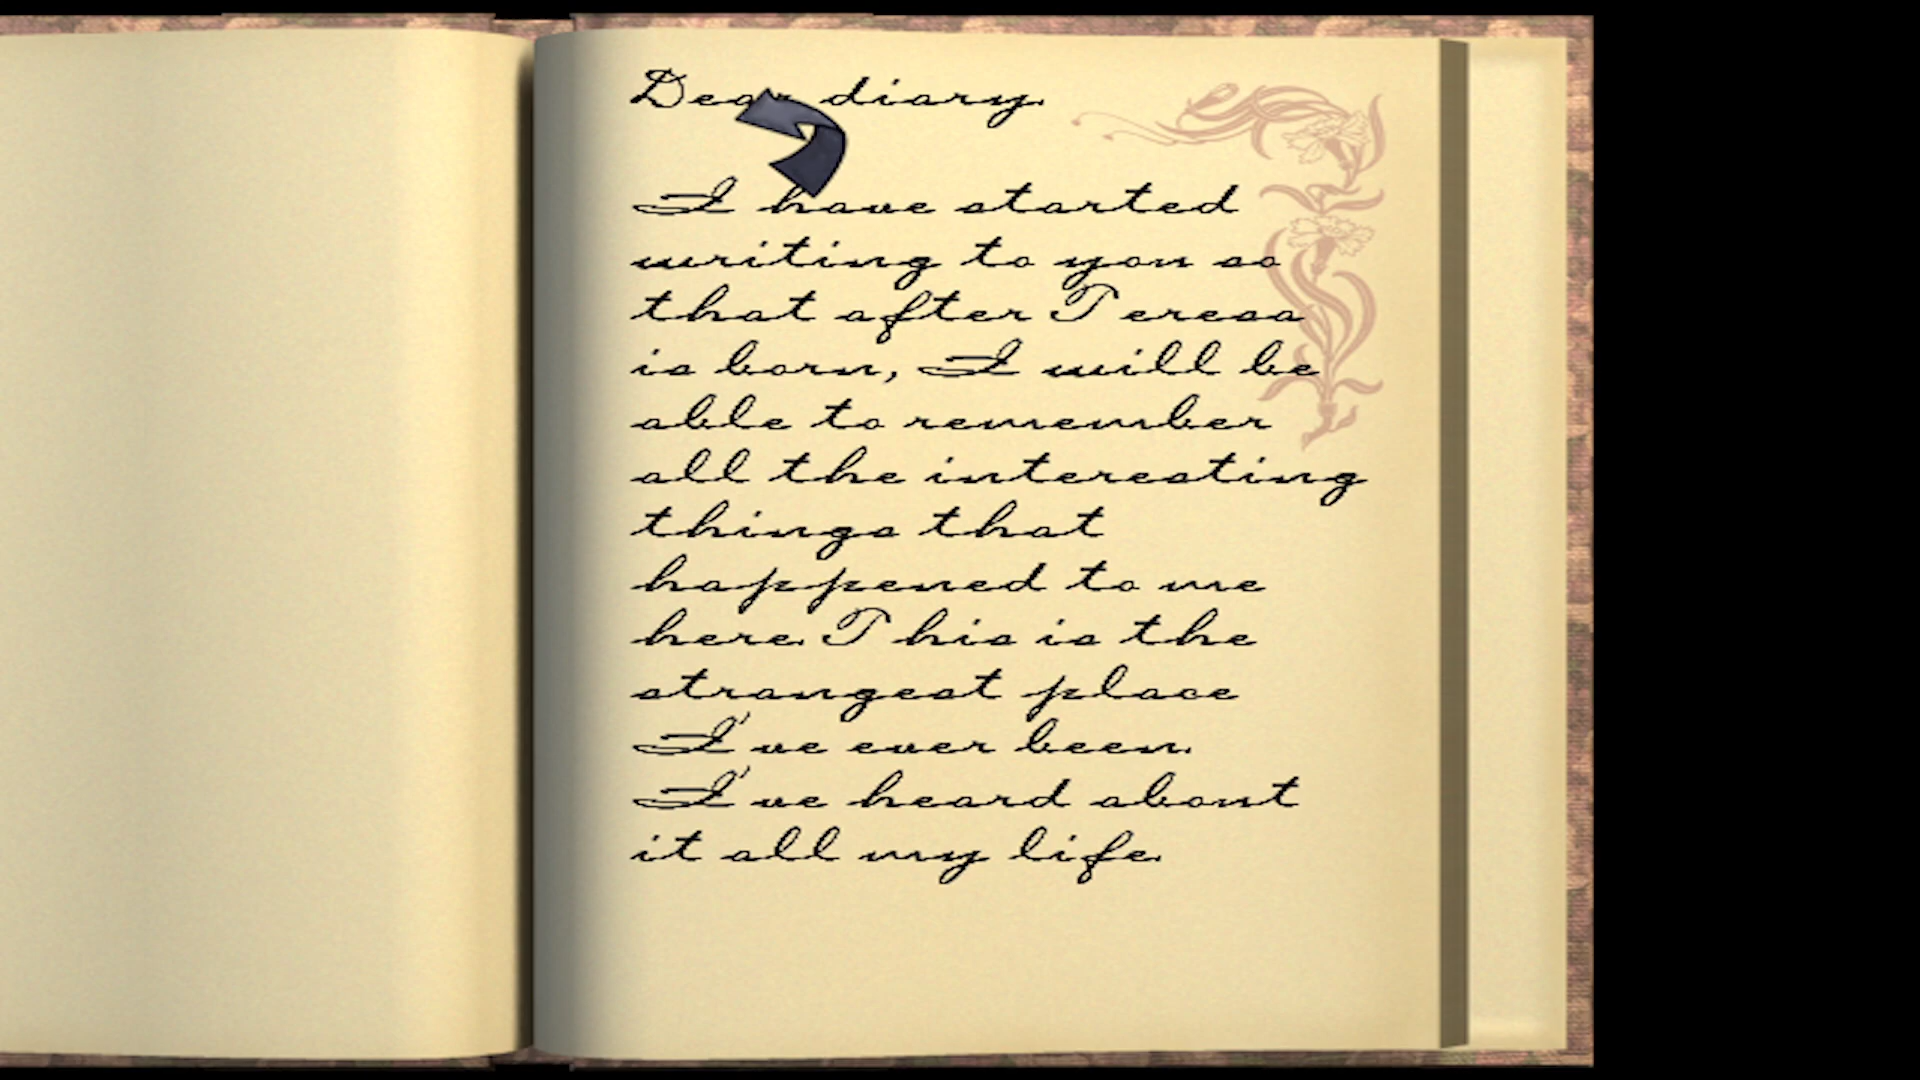 Dear diary.
I have started
writing to you so
that after Teresa
is born, I will be
able to remember
all the interesting
things that
happened to me
here. This is the
strangest place
I've ever been.
I've heard about
it all my life.